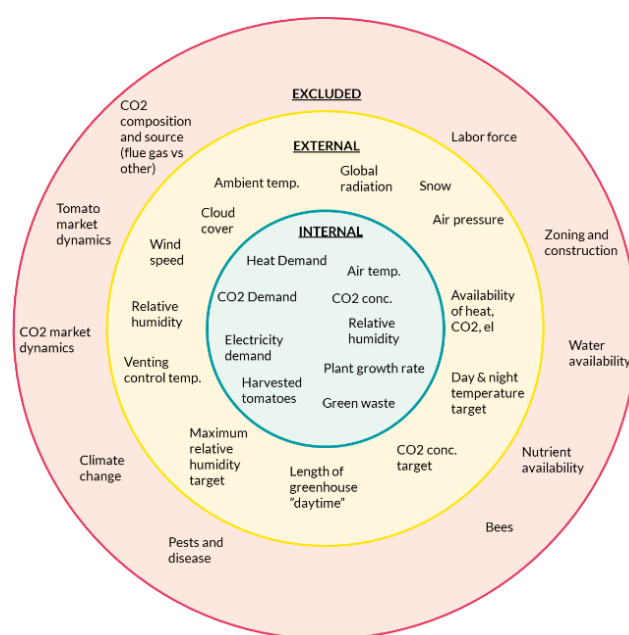 EXCLUDED
CO2
composition
and source
(flue gas vs
other)
Labor force
Tomato
market
dynamics
Zoning and
construction
CO2 market
dynamics
Water
availability
Climate
change
Nutrient
availability
Pests and
disease
Bees
EXTERNAL
Ambient temp.
Global
radiation
Snow
Cloud
cover
Air pressure
Wind
speed
Relative
humidity
Availability
of heat,
CO2, el
Venting
control temp.
Day & night
temperature
target
Maximum
relative
humidity
target
Length of
greenhouse
"daytime"
CO2 conc.
target
INTERNAL
Heat Demand
Air temp.
CO2 Demand
CO2 conc.
Electricity
demand
Relative
humidity
Harvested
tomatoes
Plant growth rate
Green waste